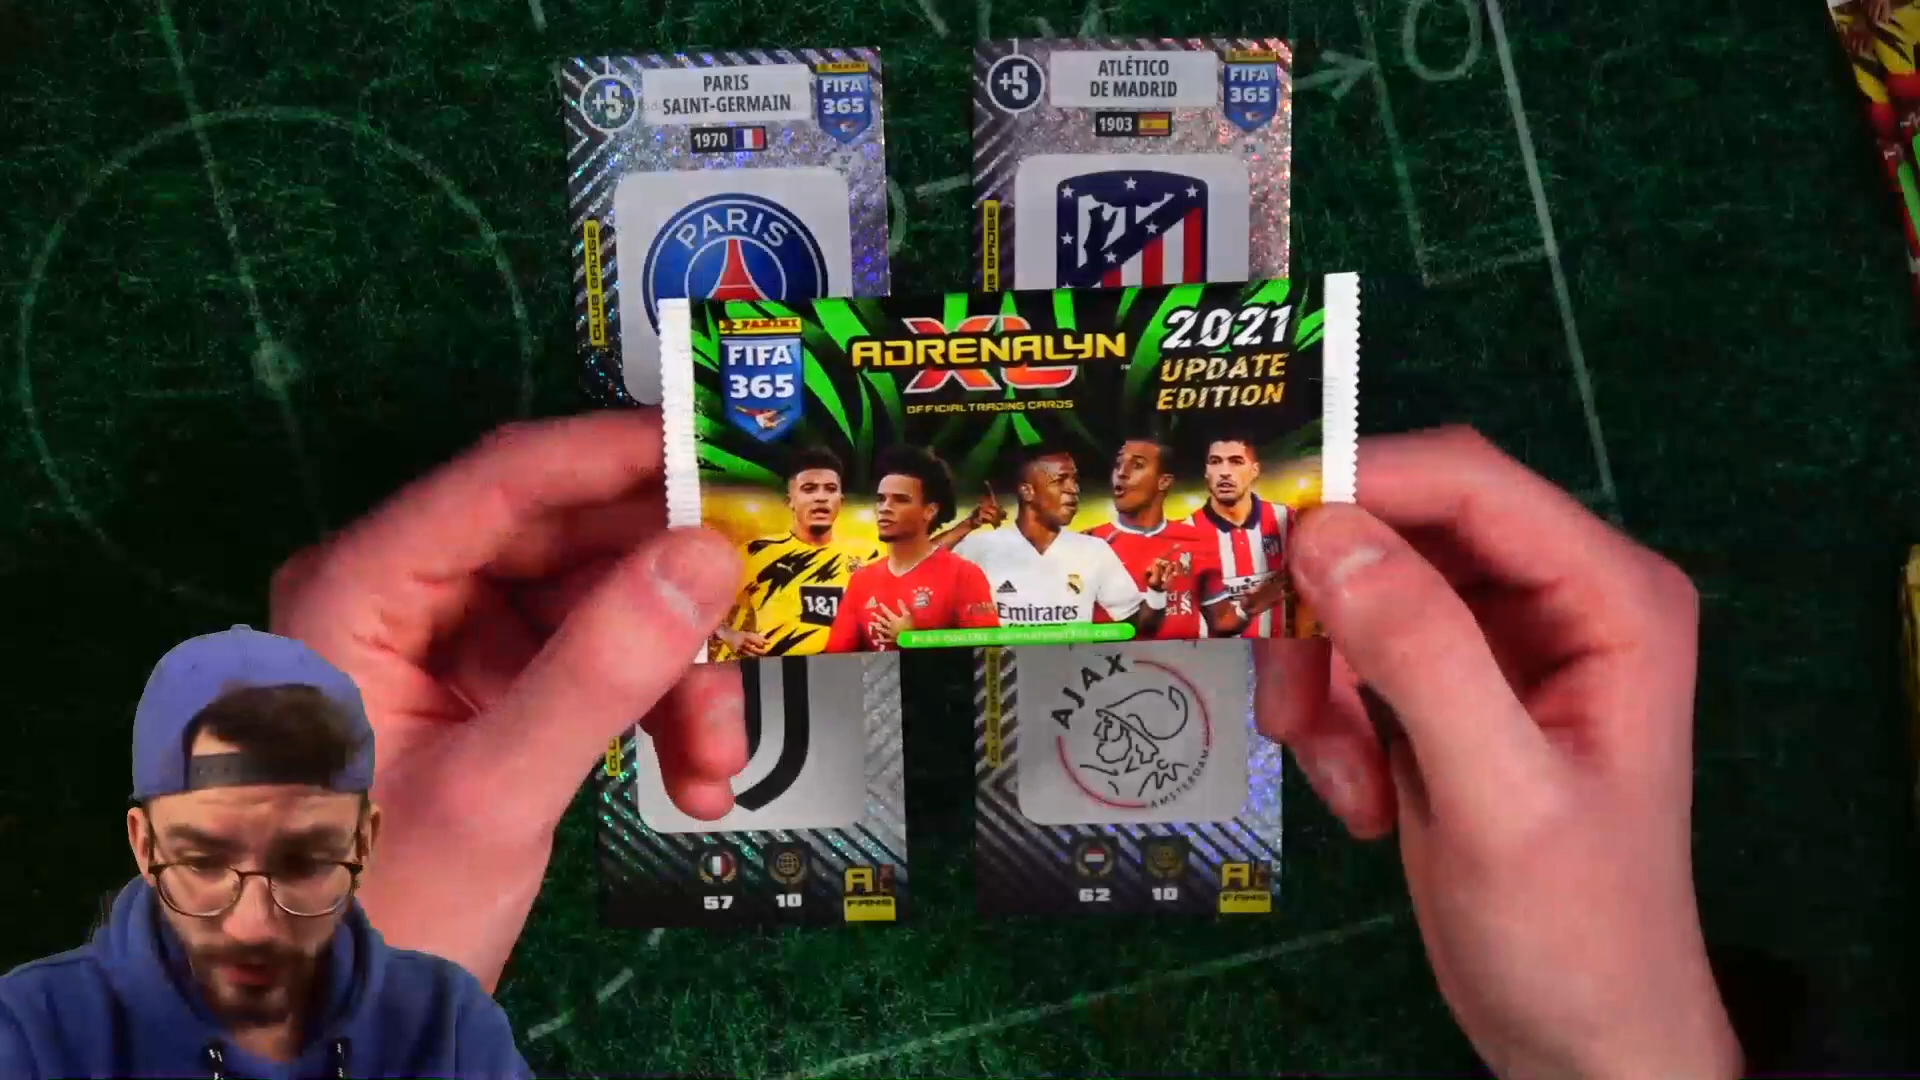 +5
PARIS
SAINT-GERMAIN
PANINI
FIFA
365
1970
CLUB BADGE
PARIS
+5
ATLÉTICO
DE MADRID
FIFA
365
1903
PANINI
FIFA
365
ADRENALYN
XL
OFFICIAL TRADING CARDS
2021
UPDATE
EDITION
1&1
Emirates
AJAX
AMSTERDAM
57
10
FANS
62
10
FANS